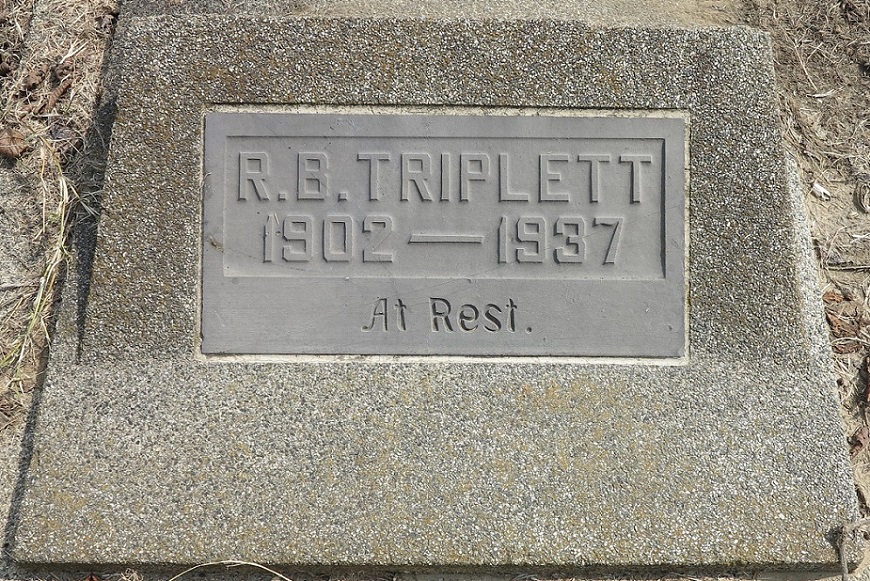 R.B. TRIPLETT
1902 — 1937
At Rest.